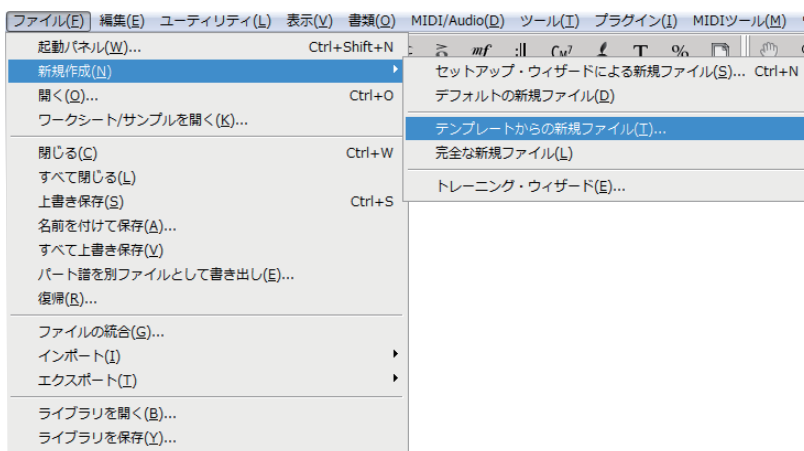 ファイル(F) 編集(E) ユーティリティ(L) 表示(V) 書類(O) MIDI/Audio(D) ツール(T) プラグイン(I) MIDIツール(M)
起動パネル(W)... Ctrl+Shift+N
新規作成(N)
開く(O)... Ctrl+O
ワークシート/サンプルを開く(K)...
閉じる(C) Ctrl+W
すべて閉じる(L)
上書き保存(S) Ctrl+S
名前を付けて保存(A)...
すべて上書き保存(V)
パート譜を別ファイルとして書き出し(E)...
復帰(R)...
ファイルの統合(G)...
インポート(I)
エクスポート(T)
ライブラリを開く(B)...
ライブラリを保存(Y)...
mf CM7 T %
セットアップ・ウィザードによる新規ファイル(S)... Ctrl+N
デフォルトの新規ファイル(D)
テンプレートからの新規ファイル(T)...
完全な新規ファイル(L)
トレーニング・ウィザード(E)...